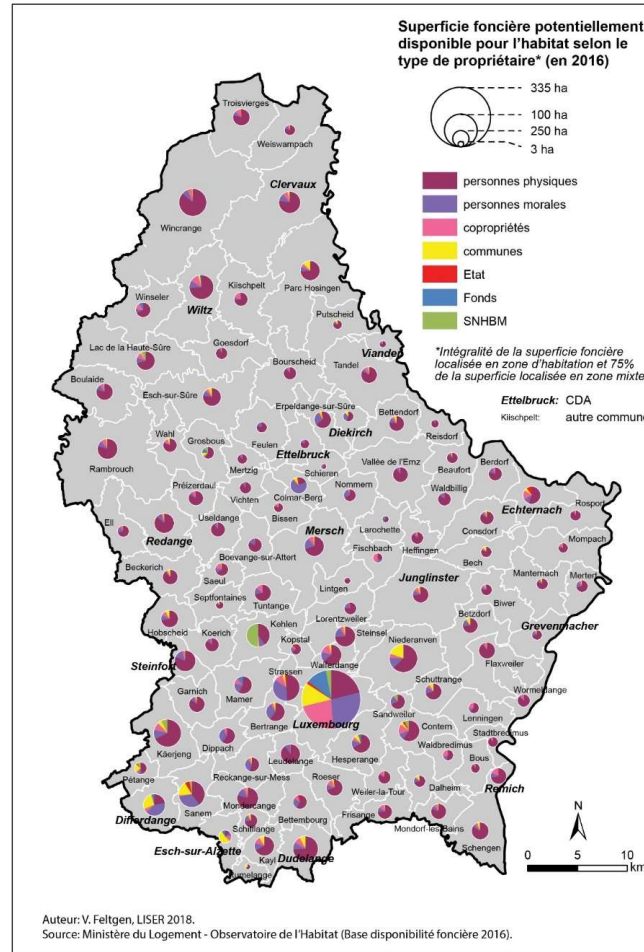 Superficie foncière potentiellement
disponible pour l'habitat selon le
type de propriétaire* (en 2016)
335 ha
100 ha
250 ha
3 ha
personnes physiques
personnes morales
copropriétés
communes
Etat
Fonds
SNHBM
*Intégralité de la superficie foncière
localisée en zone d'habitation et 75%
de la superficie localisée en zone mixte
Ettelbruck: CDA
Kiischpelt: autre commune
Troisvierges
Weiswampach
Clervaux
Wincrange
Parc Hosingen
Kiischpelt
Wiltz
Winseler
Putscheid
Goesdorf
Vianden
Lac de la Haute-Sûre
Bourscheid
Tandel
Boulaide
Esch-sur-Sûre
Erpeldange-sur-Sûre
Bettendorf
Diekirch
Reisdorf
Wahl
Grosbous
Feulen
Ettelbruck
Vallée de l'Ernz
Beaufort
Berdorf
Rambrouch
Mertzig
Schieren
Nommern
Préizerdaul
Vichten
Colmar-Berg
Waldbillig
Echternach
Rosport
Bissen
Larochette
Ell
Useldange
Mersch
Consdorf
Redange
Fischbach
Heffingen
Mompach
Boevange-sur-Attert
Bech
Beckerich
Saeul
Junglinster
Manternach
Mertert
Lintgen
Septfontaines
Tuntange
Biwer
Lorentzweiler
Betzdorf
Grevenmacher
Hobscheid
Koerich
Kehlen
Kopstal
Steinsel
Niederanven
Steinfort
Walferdange
Flaxweiler
Strassen
Schuttrange
Garnich
Mamer
Wormeldange
Luxembourg
Sandweiler
Lenningen
Bertrange
Contern
Stadtbredimus
Dippach
Käerjeng
Hesperange
Waldbredimus
Leudelange
Bous
Reckange-sur-Mess
Pétange
Roeser
Weiler-la-Tour
Dalheim
Remich
Sanem
Mondercange
Bettembourg
Differdange
Frisange
Schifflange
Mondorf-les-Bains
Esch-sur-Alzette
Schengen
Kayl
Dudelange
Rumelange
N
0 5 10
km
Auteur: V. Feltgen, LISER 2018.
Source: Ministère du Logement - Observatoire de l'Habitat (Base disponibilité foncière 2016).